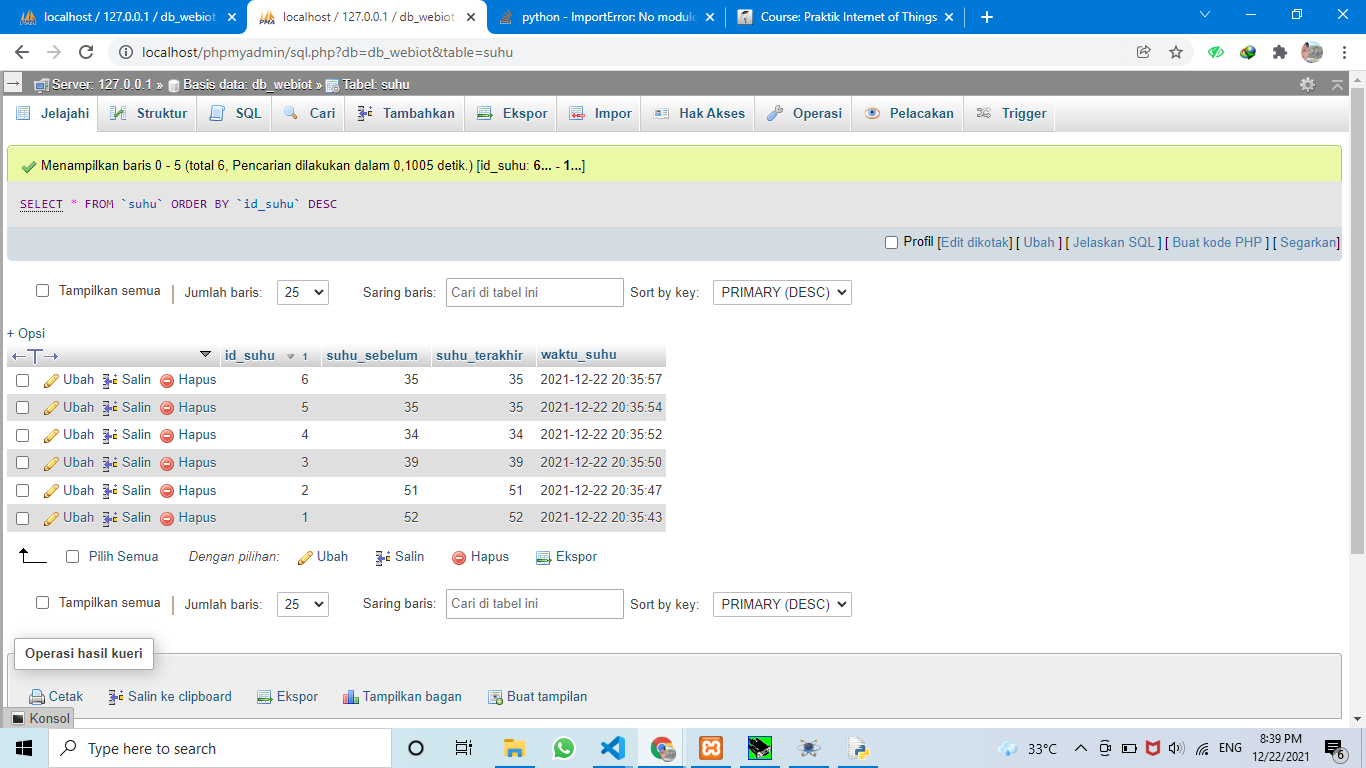 localhost / 127.0.0.1 / db_webiot
localhost / 127.0.0.1 / db_webiot
python - ImportError: No module
Course: Praktik Internet of Things
localhost/phpmyadmin/sql.php?db=db_webiot&table=suhu
Server: 127.0.0.1 » Basis data: db_webiot » Tabel: suhu
Jelajahi Struktur SQL Cari Tambahkan Ekspor Impor Hak Akses Operasi Pelacakan Trigger
Menampilkan baris 0 - 5 (total 6, Pencarian dilakukan dalam 0,1005 detik.) [id_suhu: 6... - 1...]
SELECT * FROM `suhu` ORDER BY `id_suhu` DESC
Profil [Edit dikotak] [ Ubah ] [ Jelaskan SQL ] [ Buat kode PHP ] [ Segarkan]
Tampilkan semua | Jumlah baris: 25 Saring baris: Cari di tabel ini Sort by key: PRIMARY (DESC)
+ Opsi
id_suhu 1 suhu_sebelum suhu_terakhir waktu_suhu
Ubah Salin Hapus 6 35 35 2021-12-22 20:35:57
Ubah Salin Hapus 5 35 35 2021-12-22 20:35:54
Ubah Salin Hapus 4 34 34 2021-12-22 20:35:52
Ubah Salin Hapus 3 39 39 2021-12-22 20:35:50
Ubah Salin Hapus 2 51 51 2021-12-22 20:35:47
Ubah Salin Hapus 1 52 52 2021-12-22 20:35:43
Pilih Semua Dengan pilihan: Ubah Salin Hapus Ekspor
Tampilkan semua | Jumlah baris: 25 Saring baris: Cari di tabel ini Sort by key: PRIMARY (DESC)
Operasi hasil kueri
Cetak Salin ke clipboard Ekspor Tampilkan bagan Buat tampilan
Konsol
Type here to search
33°C
ENG
8:39 PM
12/22/2021
6